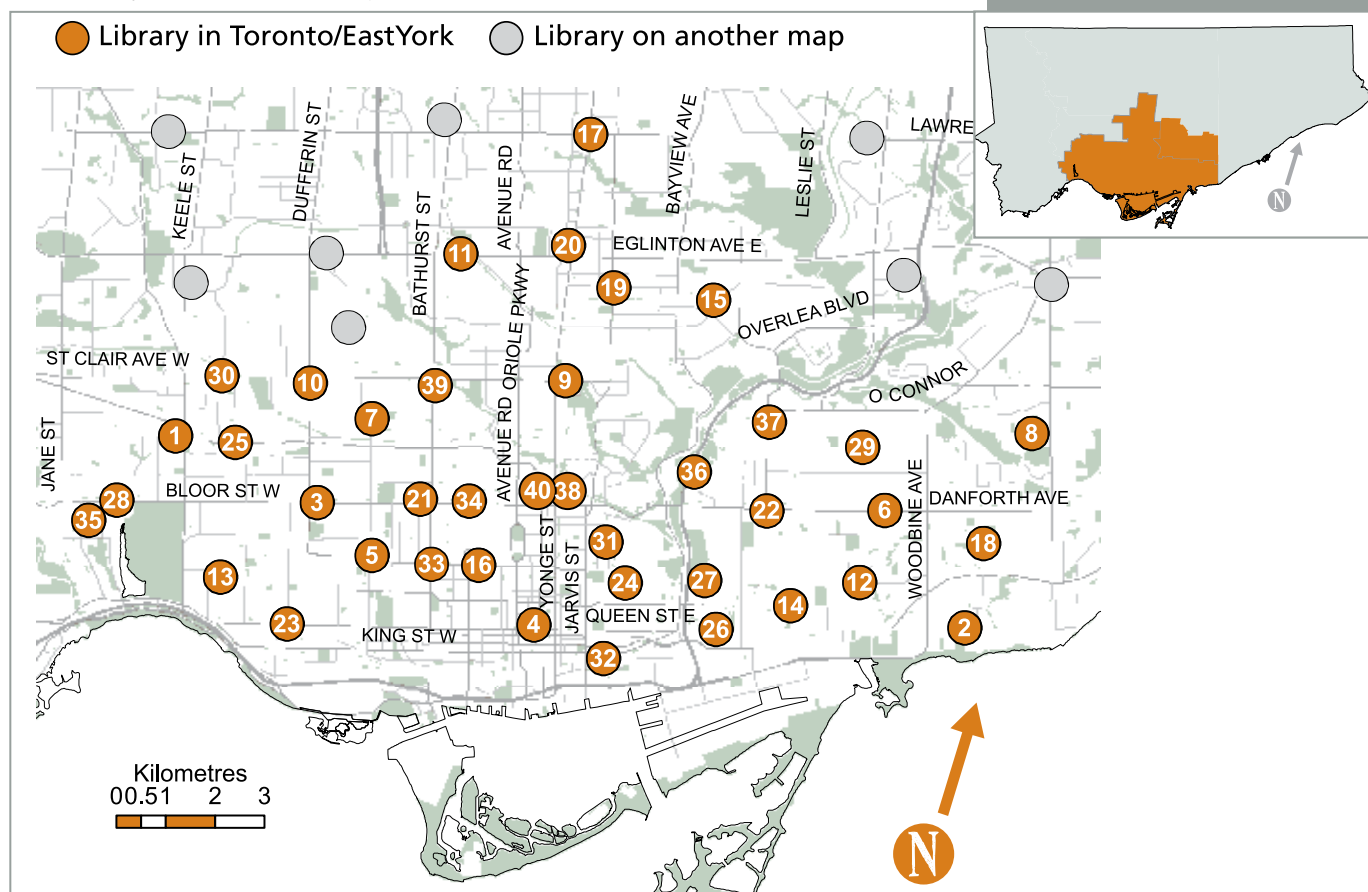 Library in Toronto/EastYork
Library on another map
N
LAWRE
17
KEELE ST
DUFFERIN ST
BATHURST ST
AVENUE RD
BAYVIEW AVE
LESLIE ST
11
20
EGLINTON AVE E
19
15
OVERLEA BLVD
ORIOLE PKWY
ST CLAIR AVE W
30
10
39
9
O CONNOR
7
37
1
25
29
8
JANE ST
AVENUE RD
36
WOODBINE AVE
28
BLOOR ST W
3
21
34
40
38
DANFORTH AVE
35
22
6
5
33
16
YONGE ST
JARVIS ST
31
18
13
24
27
12
14
23
KING ST W
4
QUEEN ST E
26
2
32
Kilometres
00.51 2 3
N